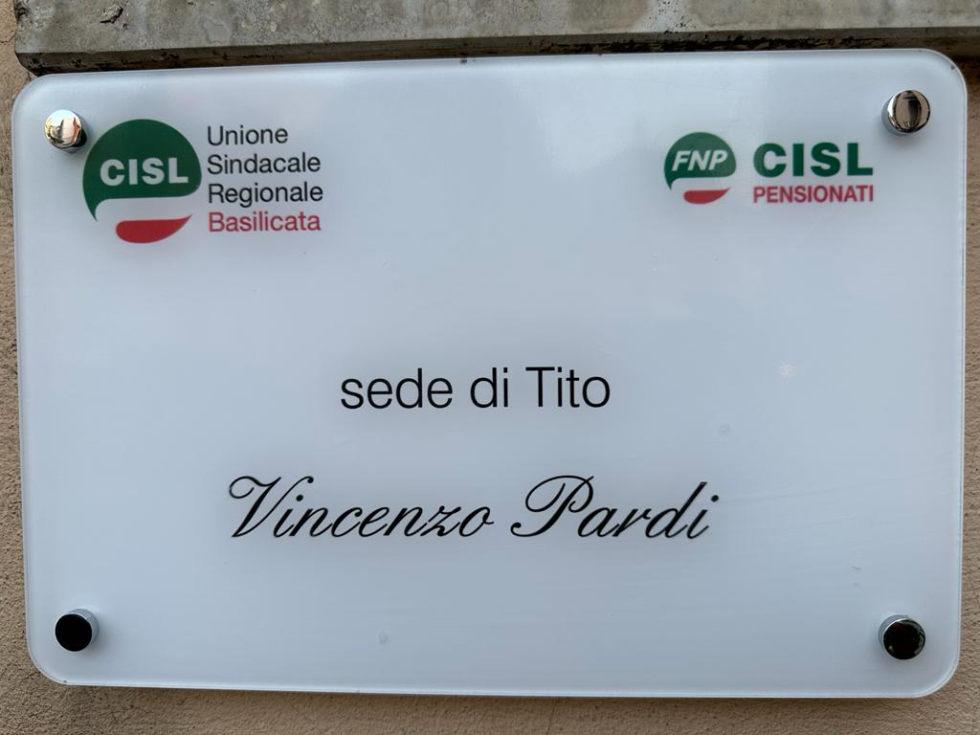 CISL
Unione
Sindacale
Regionale
Basilicata
FNP
CISL
PENSIONATI
sede di Tito
Vincenzo Pardi